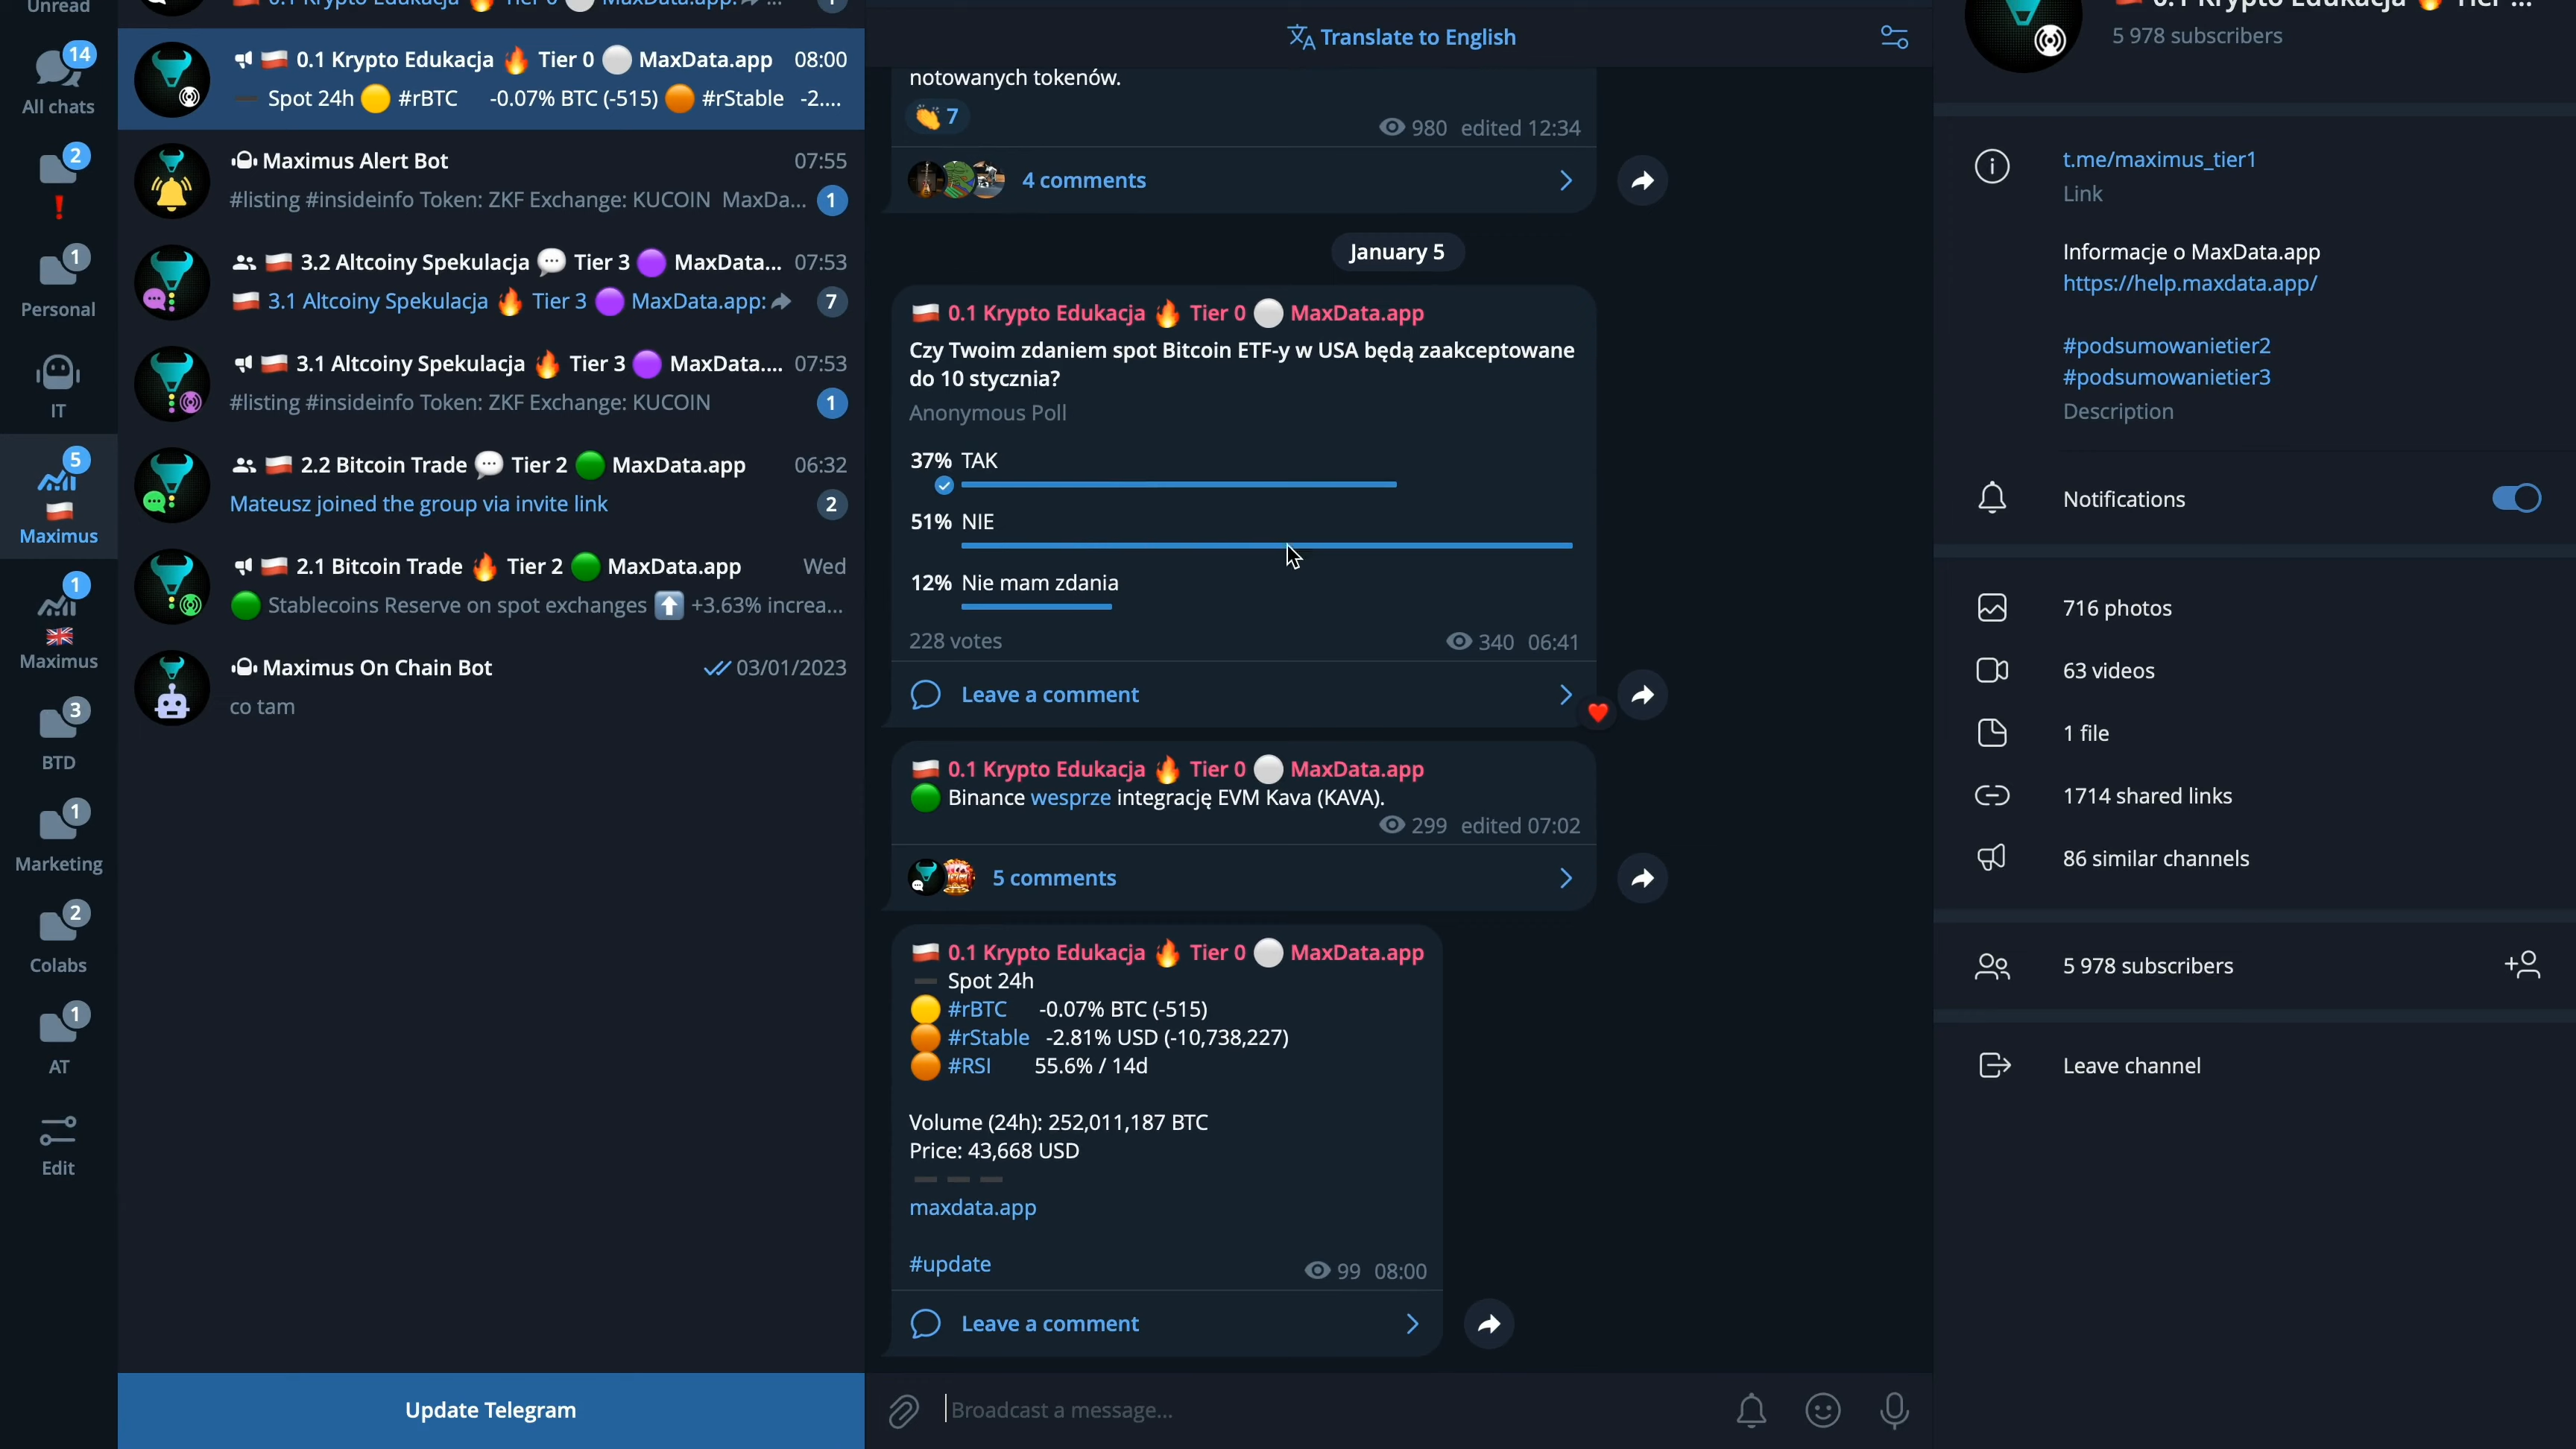 Unread
14
All chats
2
1
Personal
IT
5
Maximus
1
Maximus
3
BTD
1
Marketing
2
Colabs
1
AT
Edit
0.1 Krypto Edukacja 🔥 Tier 0 ⚪ MaxData.app 08:00
➖ Spot 24h 🟡 #rBTC -0.07% BTC (-515) 🟠 #rStable -2....
Maximus Alert Bot 07:55
#listing #insideinfo Token: ZKF Exchange: KUCOIN MaxDa... 1
3.2 Altcoiny Spekulacja 💬 Tier 3 🟣 MaxData... 07:53
3.1 Altcoiny Spekulacja 🔥 Tier 3 🟣 MaxData.app: 7
3.1 Altcoiny Spekulacja 🔥 Tier 3 🟣 MaxData.... 07:53
#listing #insideinfo Token: ZKF Exchange: KUCOIN 1
2.2 Bitcoin Trade 💬 Tier 2 🟢 MaxData.app 06:32
Mateusz joined the group via invite link 2
2.1 Bitcoin Trade 🔥 Tier 2 🟢 MaxData.app Wed
🟢 Stablecoins Reserve on spot exchanges ⬆️ +3.63% increa...
Maximus On Chain Bot 03/01/2023
co tam
Update Telegram
Translate to English
notowanych tokenów.
👏 7
980 edited 12:34
4 comments
January 5
🇵🇱 0.1 Krypto Edukacja 🔥 Tier 0 ⚪ MaxData.app
Czy Twoim zdaniem spot Bitcoin ETF-y w USA będą zaakceptowane
do 10 stycznia?
Anonymous Poll
37% TAK
51% NIE
12% Nie mam zdania
228 votes 340 06:41
Leave a comment
🇵🇱 0.1 Krypto Edukacja 🔥 Tier 0 ⚪ MaxData.app
🟢 Binance wesprze integrację EVM Kava (KAVA).
299 edited 07:02
5 comments
🇵🇱 0.1 Krypto Edukacja 🔥 Tier 0 ⚪ MaxData.app
➖ Spot 24h
🟡 #rBTC -0.07% BTC (-515)
🟠 #rStable -2.81% USD (-10,738,227)
🟠 #RSI 55.6% / 14d
Volume (24h): 252,011,187 BTC
Price: 43,668 USD
➖ ➖ ➖
maxdata.app
#update 99 08:00
Leave a comment
Broadcast a message...
5 978 subscribers
t.me/maximus_tier1
Link
Informacje o MaxData.app
https://help.maxdata.app/
#podsumowanietier2
#podsumowanietier3
Description
Notifications
716 photos
63 videos
1 file
1714 shared links
86 similar channels
5 978 subscribers
Leave channel